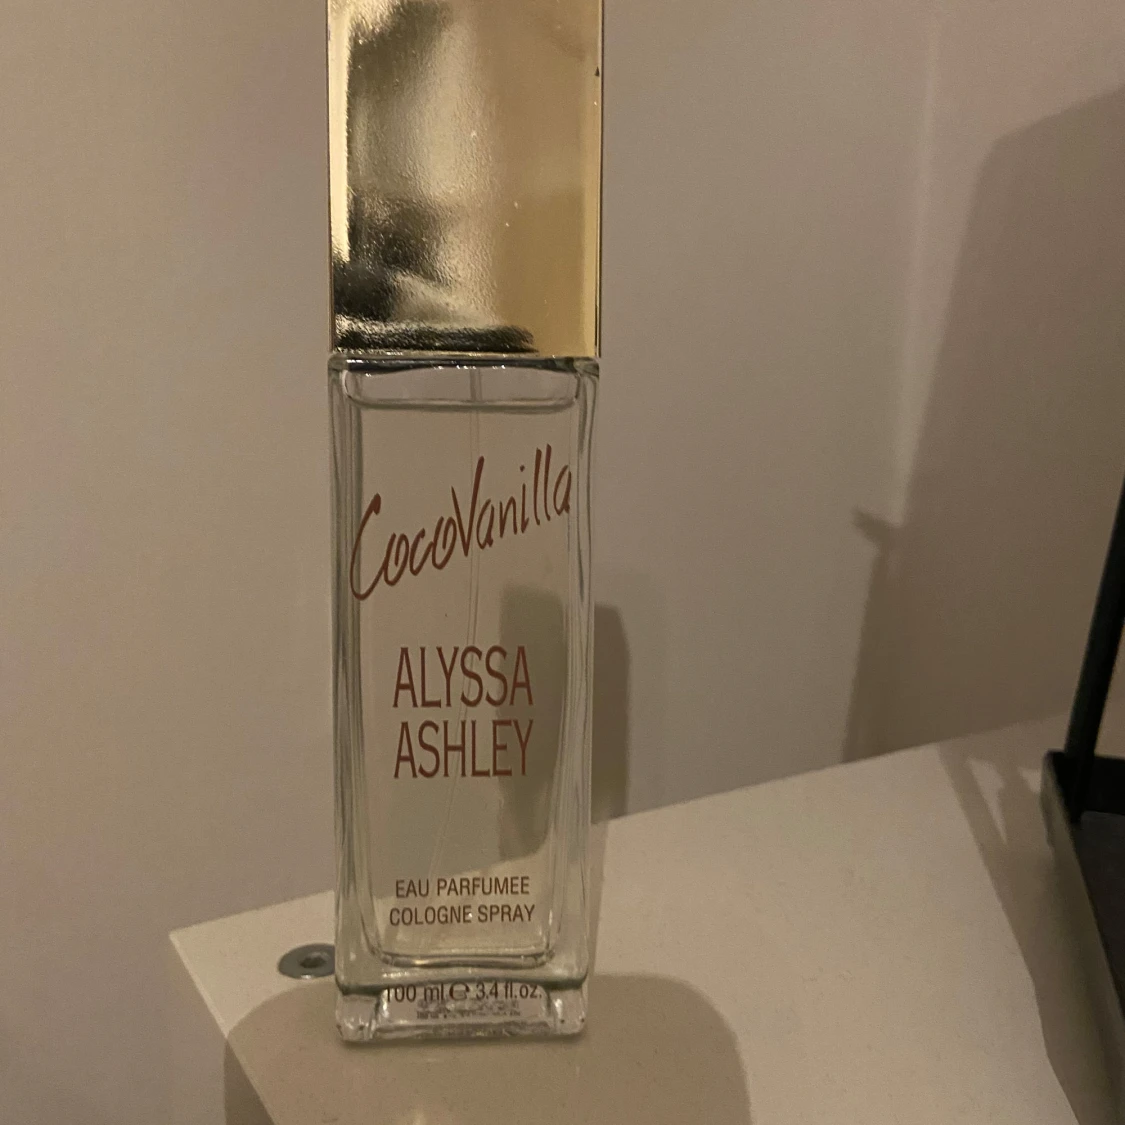 CocoVanilla
ALYSSA
ASHLEY
EAU PARFUMEE
COLOGNE SPRAY
100 ml ℮ 3.4 fl.oz.